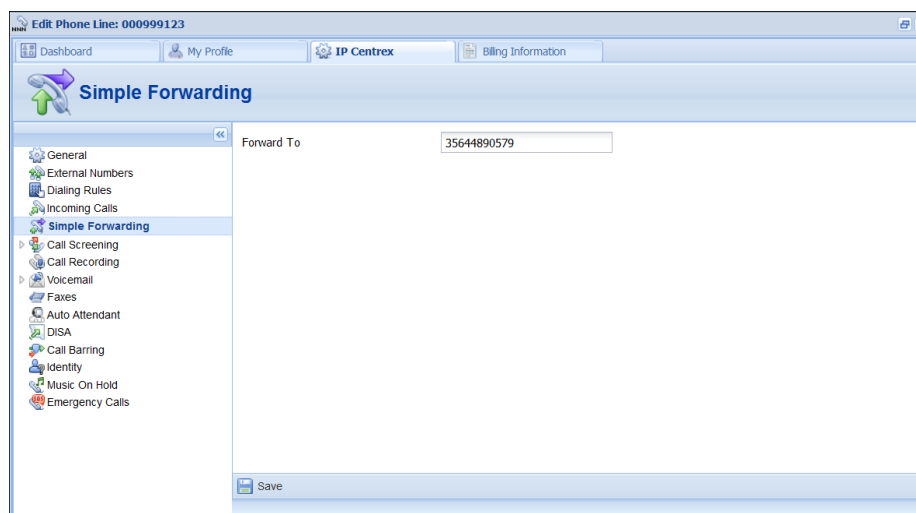 Edit Phone Line: 000999123
Dashboard My Profile IP Centrex Billing Information
Simple Forwarding
Forward To 35644890579
General
External Numbers
Dialing Rules
Incoming Calls
Simple Forwarding
Call Screening
Call Recording
Voicemail
Faxes
Auto Attendant
DISA
Call Barring
Identity
Music On Hold
Emergency Calls
Save